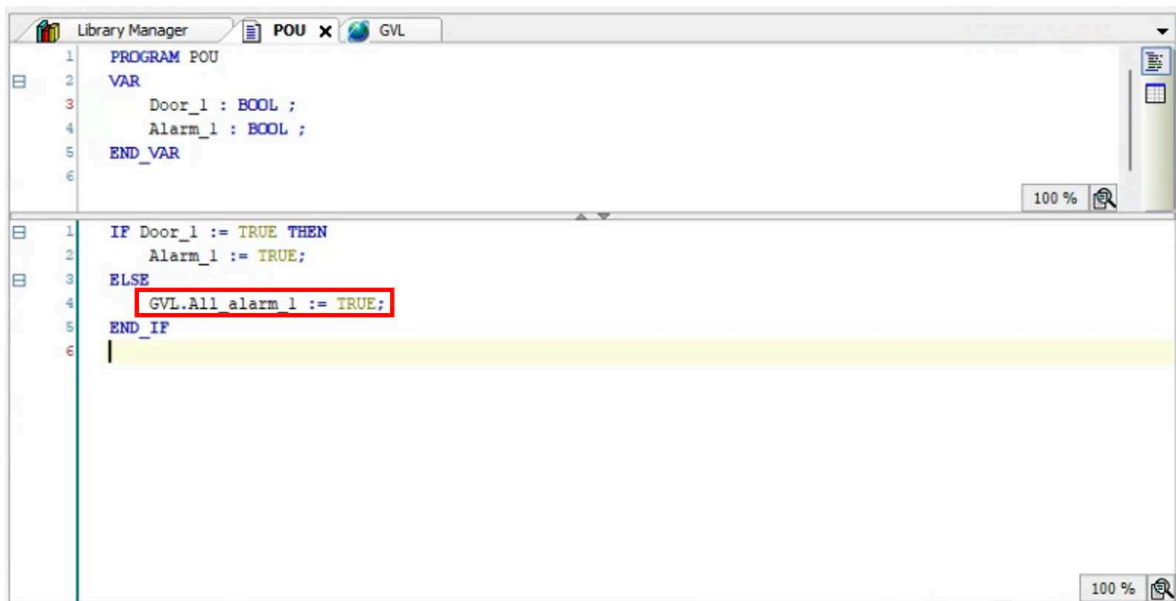 Library Manager POU GVL
1 PROGRAM POU
2 VAR
3 Door_1 : BOOL ;
4 Alarm_1 : BOOL ;
5 END_VAR
6
100 %
1 IF Door_1 := TRUE THEN
2 Alarm_1 := TRUE;
3 ELSE
4 GVL.All_alarm_1 := TRUE;
5 END_IF
6
100 %